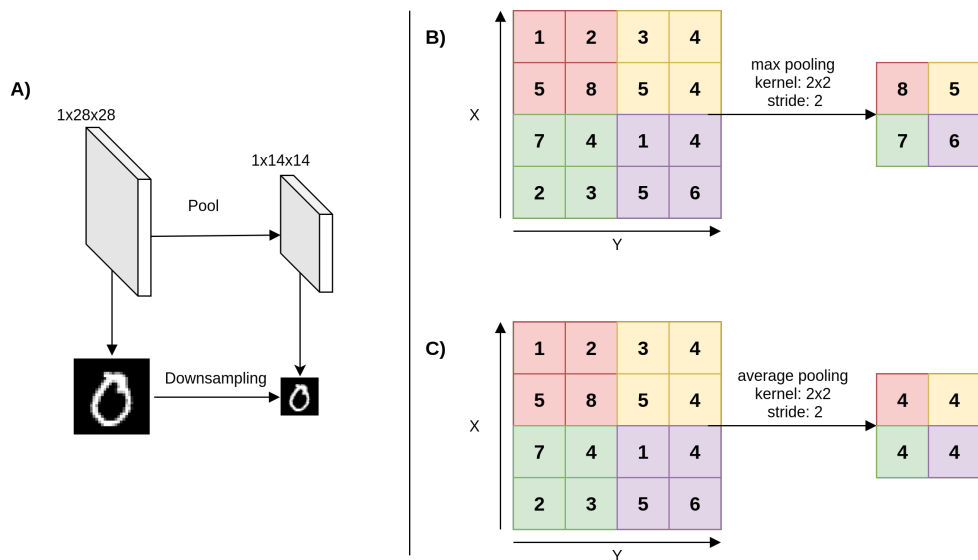 A)
1x28x28
1x14x14
Pool
Downsampling
B)
X
1 2 3 4
5 8 5 4
7 4 1 4
2 3 5 6
Y
max pooling
kernel: 2x2
stride: 2
8 5
7 6
C)
X
1 2 3 4
5 8 5 4
7 4 1 4
2 3 5 6
Y
average pooling
kernel: 2x2
stride: 2
4 4
4 4